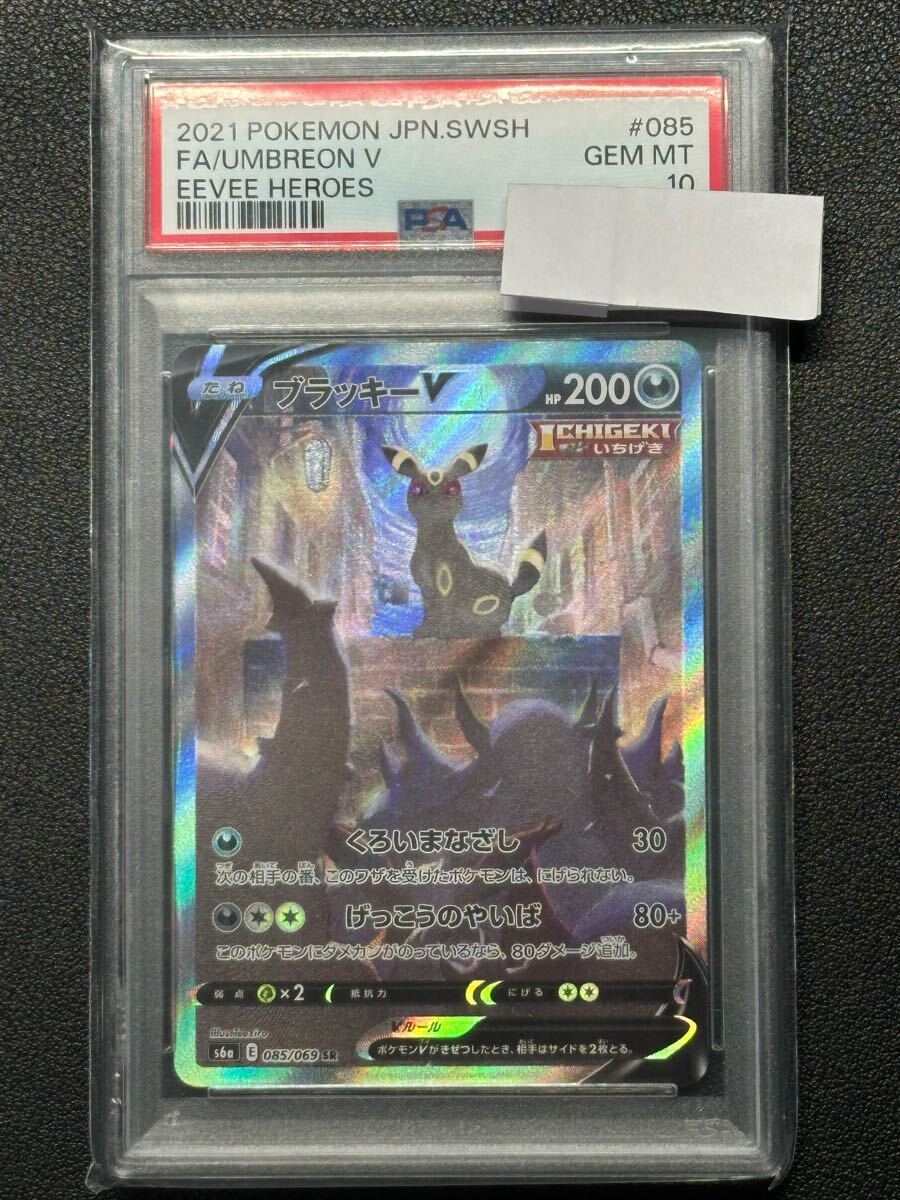 2021 POKEMON JPN.SWSH #085
FA/UMBREON V GEM MT
EEVEE HEROES 10
PSA
たね ブラッキーV HP 200
ICHIGEKI
いちげき
くろいまなざし 30
次の相手の番、このワザを受けたポケモンは、にげられない。
げっこうのやいば 80+
このポケモンにダメカンがのっているなら、80ダメージ追加。
弱点 ×2 抵抗力 にげる
Vルール
ポケモンVがきぜつしたとき、相手はサイドを2枚とる。
s6a E 085/069 SR